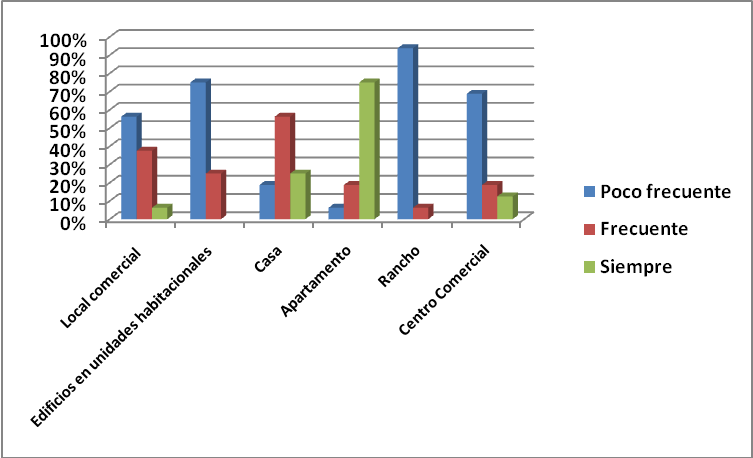 100%
90%
80%
70%
60%
50%
40%
30%
20%
10%
0%
Local comercial
Edificios en unidades habitacionales
Casa
Apartamento
Rancho
Centro Comercial
Poco frecuente
Frecuente
Siempre